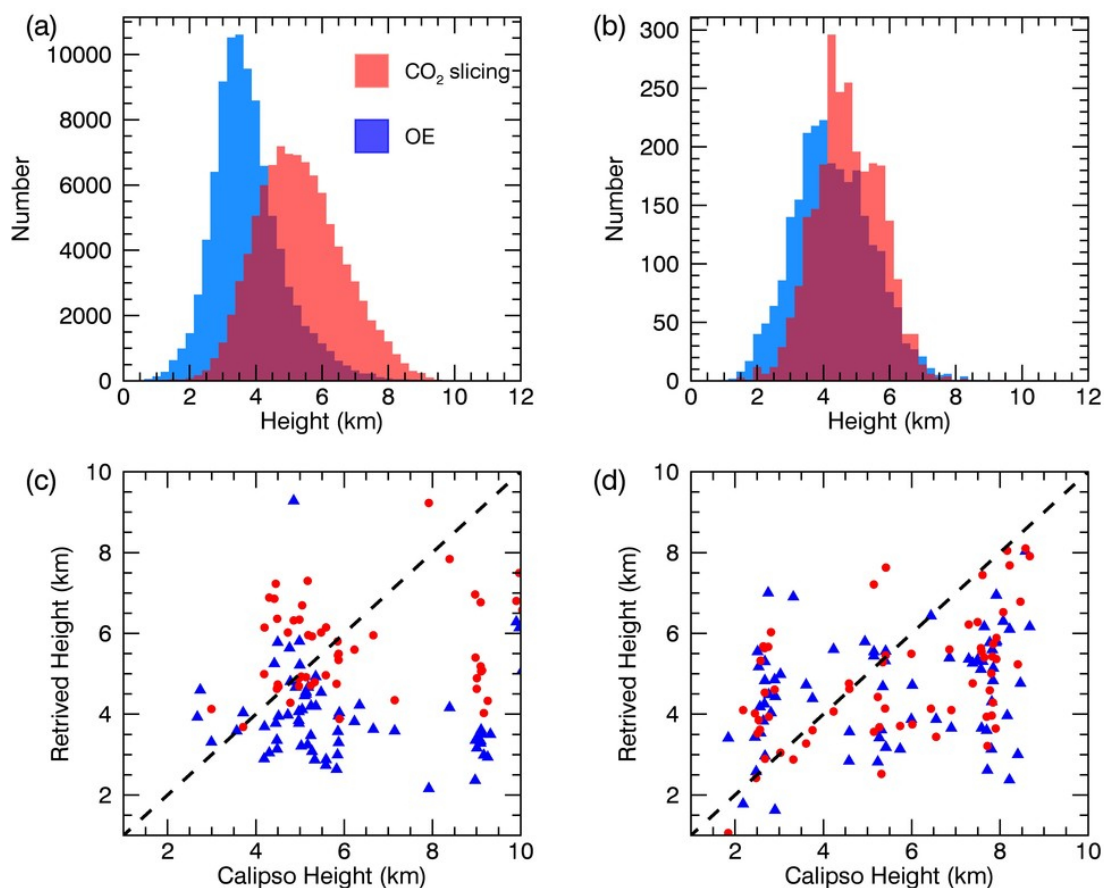 (a)
CO₂ slicing
OE
Number
10000
8000
6000
4000
2000
0
0 2 4 6 8 10 12
Height (km)
(b)
Number
300
250
200
150
100
50
0
0 2 4 6 8 10 12
Height (km)
(c)
Retrived Height (km)
10
8
6
4
2
2 4 6 8 10
Calipso Height (km)
(d)
Retrived Height (km)
10
8
6
4
2
2 4 6 8 10
Calipso Height (km)